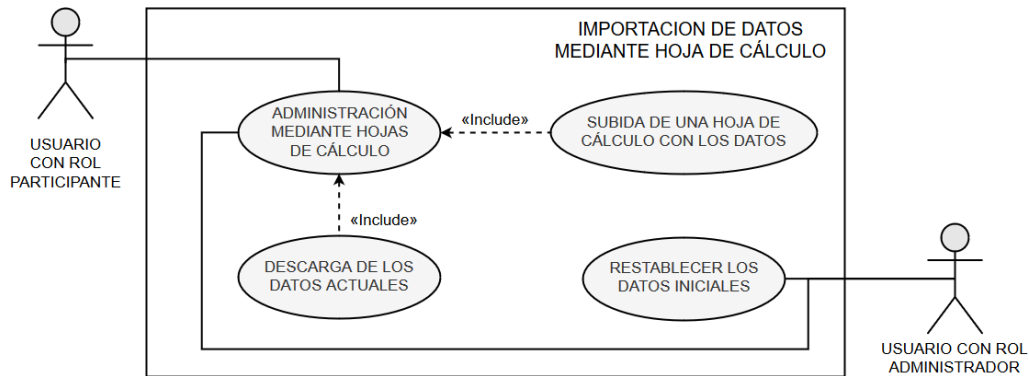 IMPORTACION DE DATOS
MEDIANTE HOJA DE CÁLCULO
USUARIO
CON ROL
PARTICIPANTE
ADMINISTRACIÓN
MEDIANTE HOJAS
DE CÁLCULO
«Include»
SUBIDA DE UNA HOJA DE
CÁLCULO CON LOS DATOS
«Include»
DESCARGA DE LOS
DATOS ACTUALES
RESTABLECER LOS
DATOS INICIALES
USUARIO CON ROL
ADMINISTRADOR